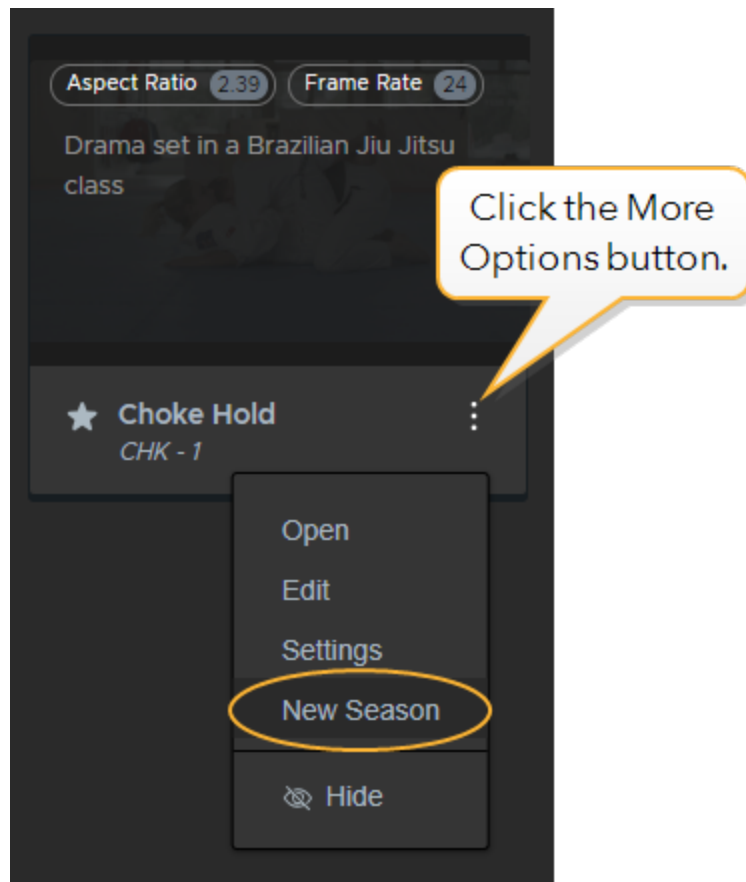 Aspect Ratio 2.39 Frame Rate 24
Drama set in a Brazilian Jiu Jitsu
class
Click the More
Options button.
Choke Hold
CHK - 1
Open
Edit
Settings
New Season
Hide